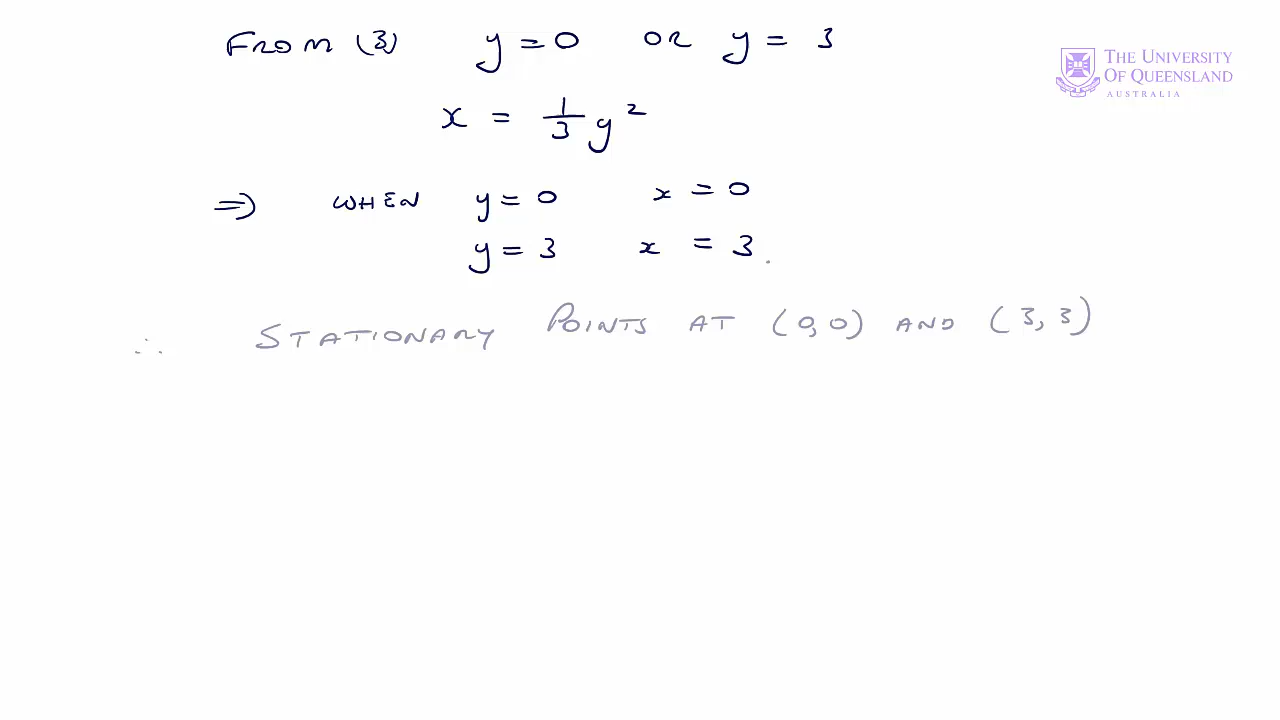 FROM (3) y = 0 OR y = 3
THE UNIVERSITY
OF QUEENSLAND
AUSTRALIA
x = 1/3 y²
⇒ WHEN y = 0 x = 0
y = 3 x = 3.
∴ STATIONARY POINTS AT (0,0) AND (3,3)